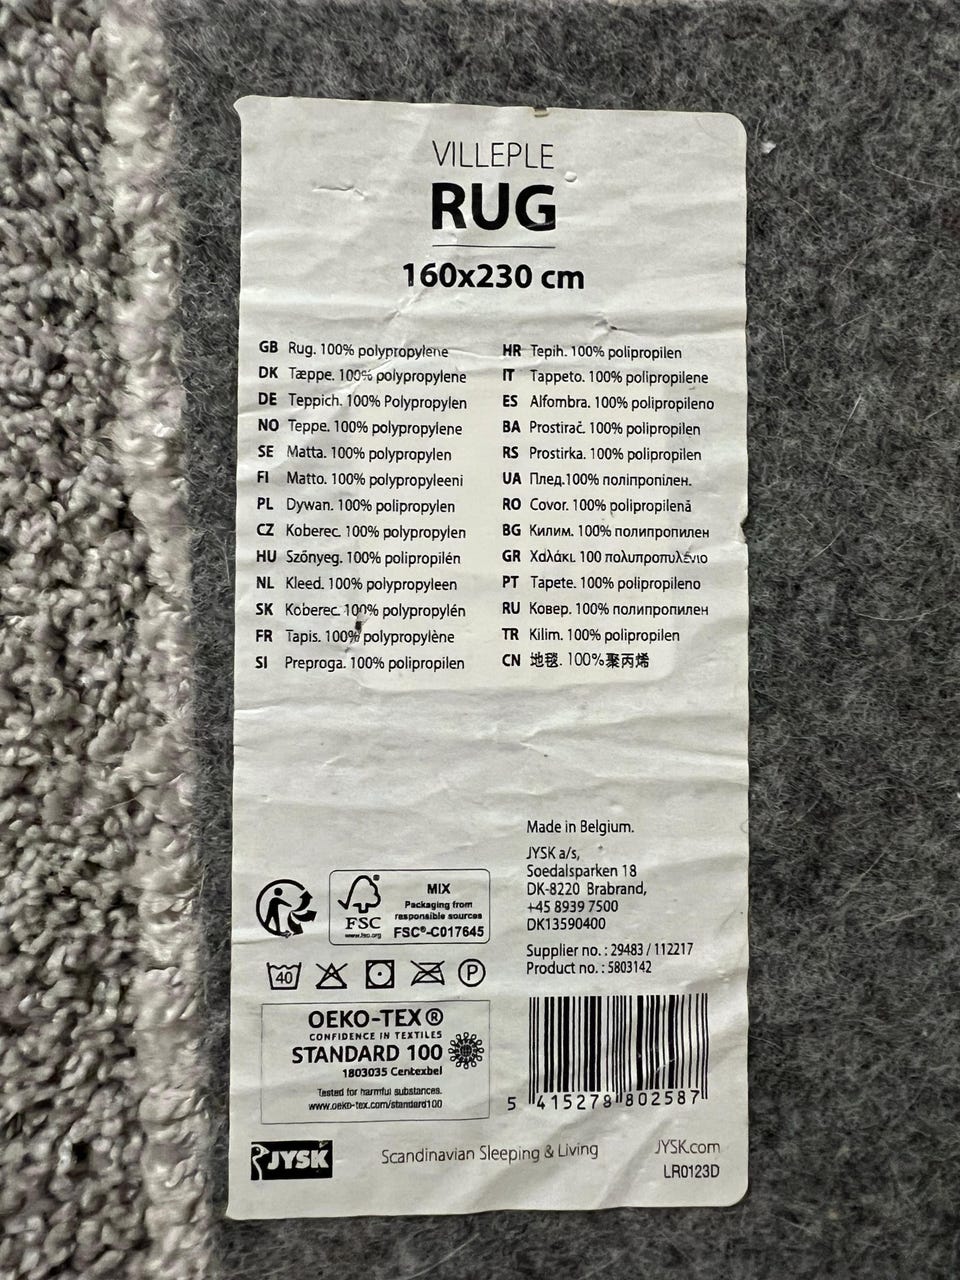 VILLEPLE
RUG
160x230 cm
GB Rug. 100% polypropylene
DK Tæppe. 100% polypropylene
DE Teppich. 100% Polypropylen
NO Teppe. 100% polypropylene
SE Matta. 100% polypropylen
FI Matto. 100% polypropyleeni
PL Dywan. 100% polipropylen
CZ Koberec. 100% polypropylen
HU Szőnyeg. 100% polipropilén
NL Kleed. 100% polypropyleen
SK Koberec. 100% polypropylén
FR Tapis. 100% polypropylène
SI Preproga. 100% polipropilen
HR Tepih. 100% polipropilen
IT Tappeto. 100% polipropilene
ES Alfombra. 100% polipropileno
BA Prostirač. 100% polipropilen
RS Prostirka. 100% polipropilen
UA Плед.100% поліпропілен.
RO Covor. 100% polipropilenă
BG Килим. 100% полипропилен
GR Χαλάκι. 100 πολυπροπυλένιο
PT Tapete. 100% polipropileno
RU Ковер. 100% полипропилен
TR Kilim. 100% polipropilen
CN 地毯. 100%聚丙烯
Made in Belgium.
JYSK a/s,
Soedalsparken 18
DK-8220 Brabrand,
+45 8939 7500
DK13590400
Supplier no. : 29483 / 112217
Product no. : 5803142
FSC
www.fsc.org
MIX
Packaging from
responsible sources
FSC®-C017645
40
P
OEKO-TEX®
CONFIDENCE IN TEXTILES
STANDARD 100
1803035 Centexbel
Tested for harmful substances.
www.oeko-tex.com/standard100
5 415278 802587
JYSK
Scandinavian Sleeping & Living
JYSK.com
LR0123D